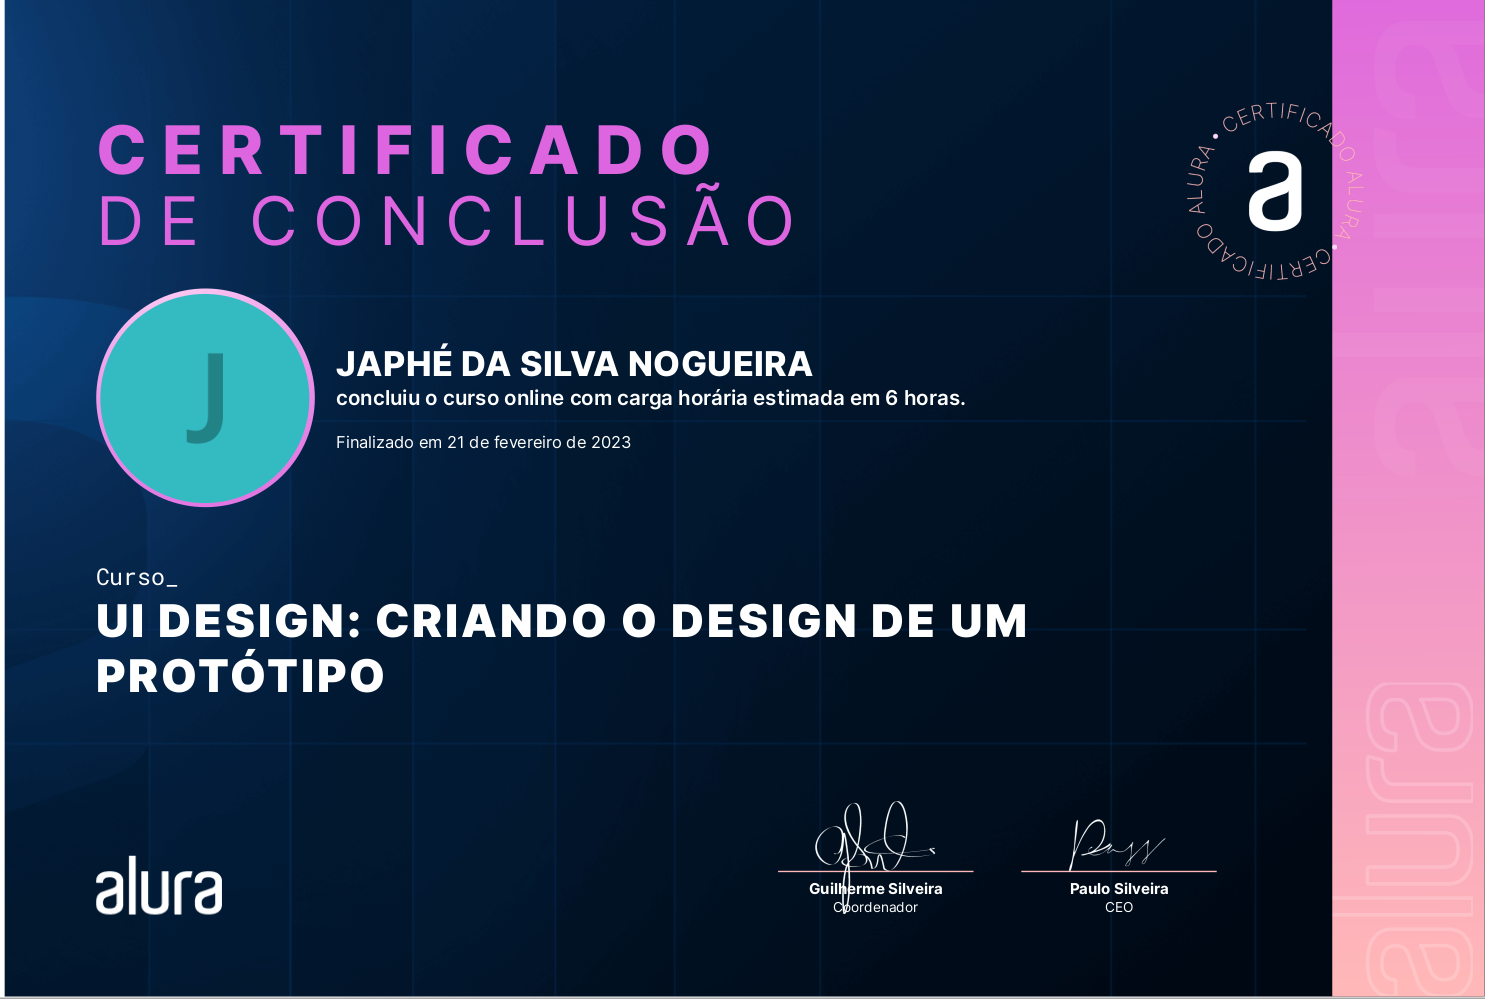 CERTIFICADO
DE CONCLUSÃO
CERTIFICADO ALURA • CERTIFICADO ALURA •
a
J
JAPHÉ DA SILVA NOGUEIRA
concluiu o curso online com carga horária estimada em 6 horas.
Finalizado em 21 de fevereiro de 2023
Curso_
UI DESIGN: CRIANDO O DESIGN DE UM
PROTÓTIPO
alura
Guilherme Silveira
Coordenador
Paulo Silveira
CEO
alura
alura